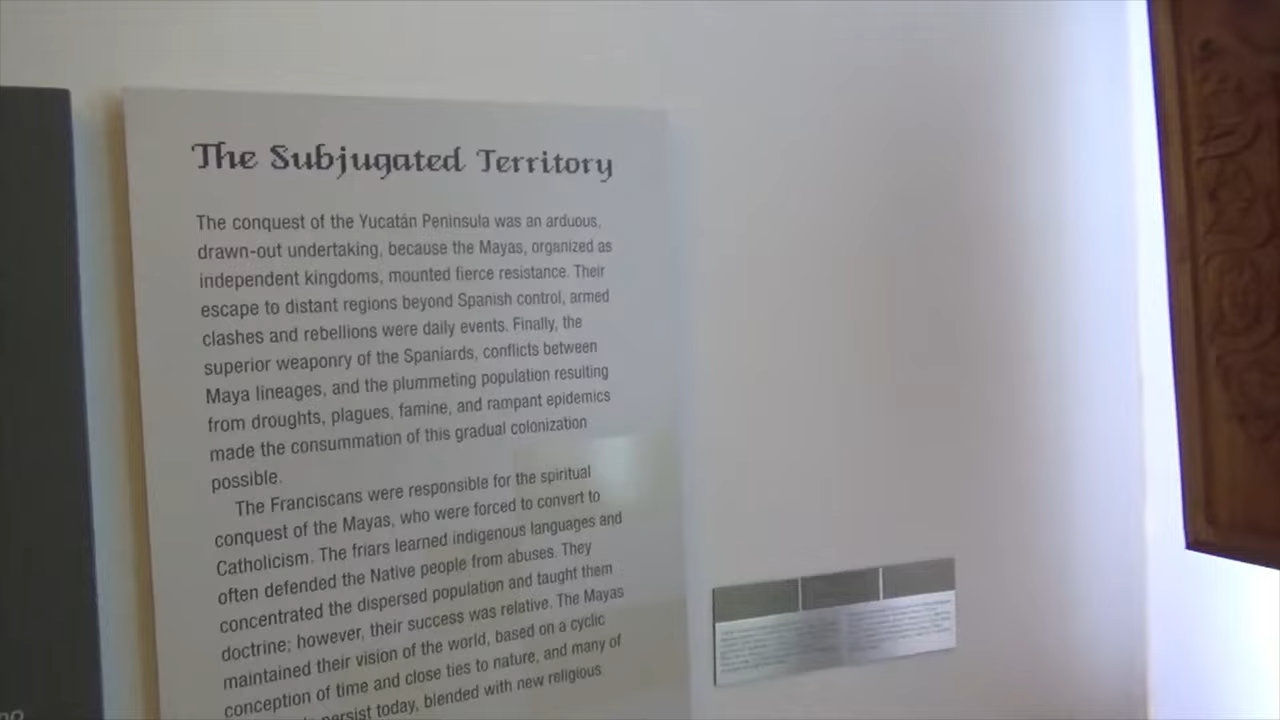 The Subjugated Territory
The conquest of the Yucatán Peninsula was an arduous,
drawn-out undertaking, because the Mayas, organized as
independent kingdoms, mounted fierce resistance. Their
escape to distant regions beyond Spanish control, armed
clashes and rebellions were daily events. Finally, the
superior weaponry of the Spaniards, conflicts between
Maya lineages, and the plummeting population resulting
from droughts, plagues, famine, and rampant epidemics
made the consummation of this gradual colonization
possible.
The Franciscans were responsible for the spiritual
conquest of the Mayas, who were forced to convert to
Catholicism. The friars learned indigenous languages and
often defended the Native people from abuses. They
concentrated the dispersed population and taught them
doctrine; however, their success was relative. The Mayas
maintained their vision of the world, based on a cyclic
conception of time and close ties to nature, and many of
persist today, blended with new religious